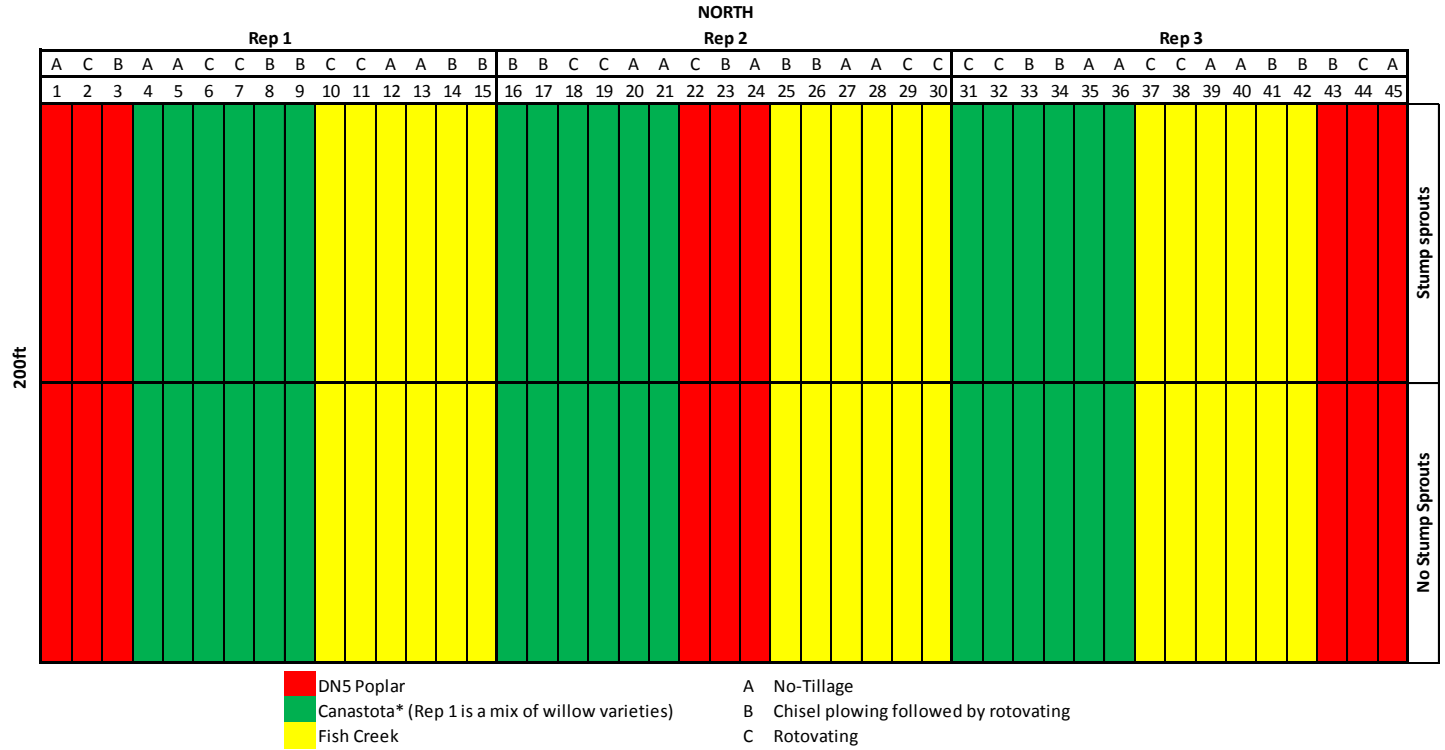 NORTH
Rep 1 Rep 2 Rep 3
A C B A A C C B B C C A A B B B B C C A A C B A B B A A C C C C B B A A C C A A B B B C A
1 2 3 4 5 6 7 8 9 10 11 12 13 14 15 16 17 18 19 20 21 22 23 24 25 26 27 28 29 30 31 32 33 34 35 36 37 38 39 40 41 42 43 44 45
200ft
Stump sprouts
No Stump Sprouts
DN5 Poplar A No-Tillage
Canastota* (Rep 1 is a mix of willow varieties) B Chisel plowing followed by rotovating
Fish Creek C Rotovating